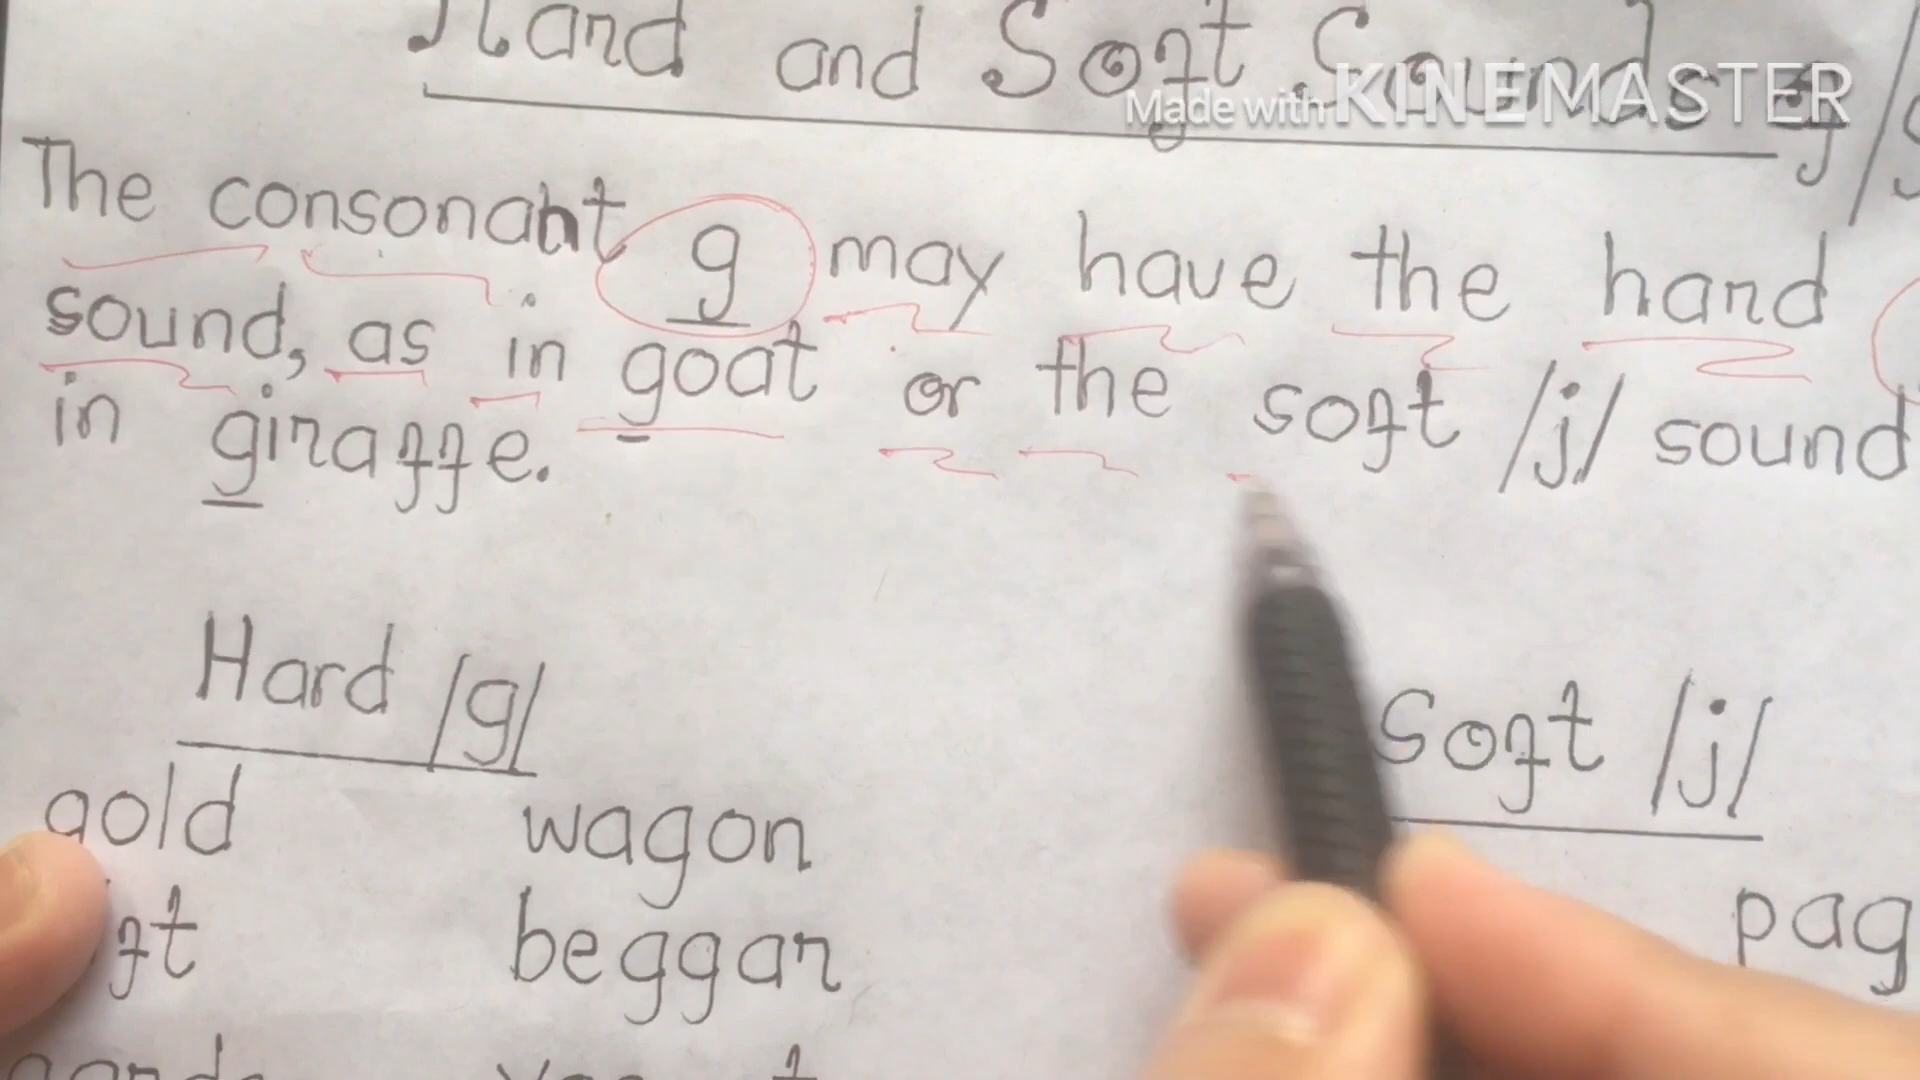 Hard and Soft Sounds g/
Made with KINEMASTER
The consonant g may have the hard
sound, as in goat or the soft /j/ sound
in giraffe.
Hard /g/ Soft /j/
gold wagon
beggar pag